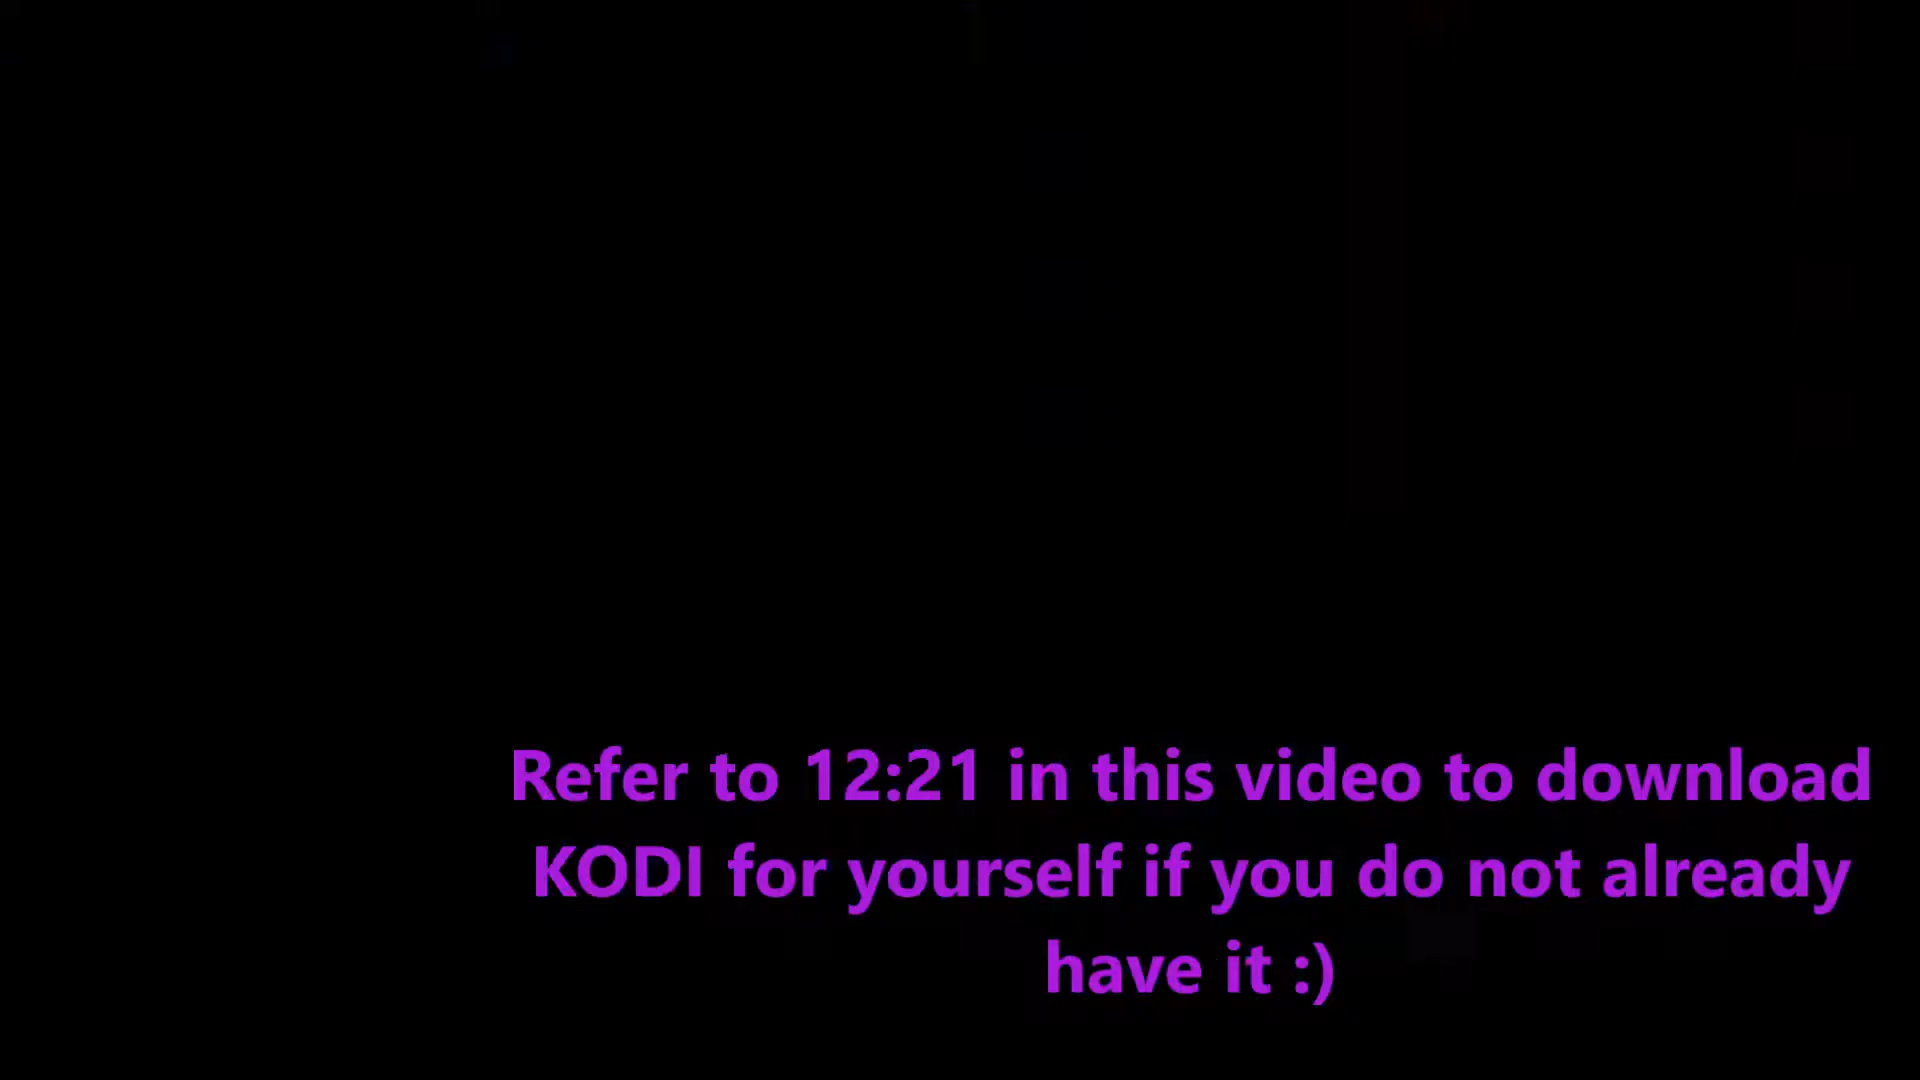 Refer to 12:21 in this video to download
KODI for yourself if you do not already
have it :)